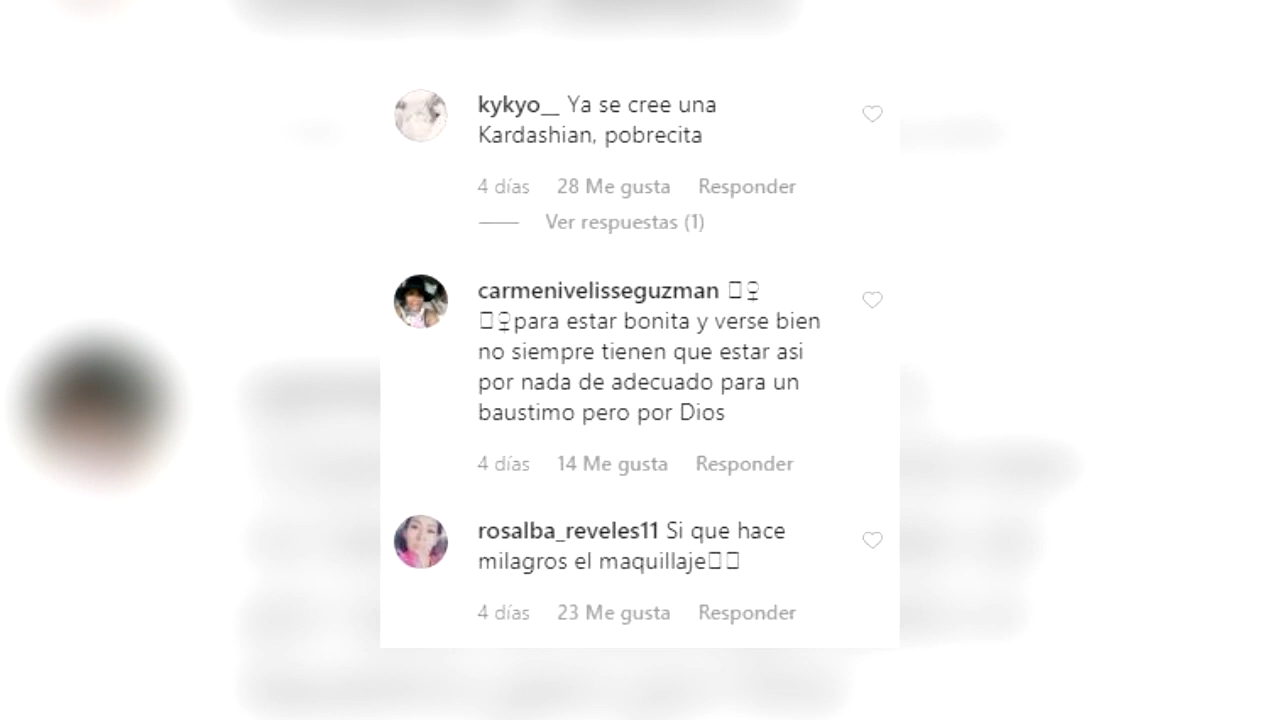 kykyo__ Ya se cree una
Kardashian, pobrecita
4 días 28 Me gusta Responder
Ver respuestas (1)
carmenivelisseguzman ▯♀
▯♀para estar bonita y verse bien
no siempre tienen que estar asi
por nada de adecuado para un
baustimo pero por Dios
4 días 14 Me gusta Responder
rosalba_reveles11 Si que hace
milagros el maquillaje▯▯
4 días 23 Me gusta Responder